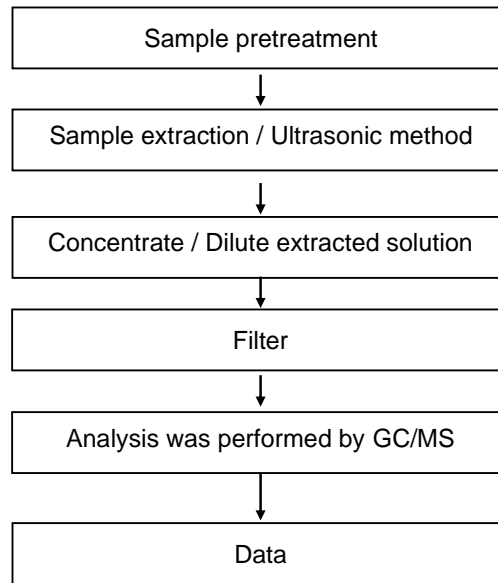 Sample pretreatment
Sample extraction / Ultrasonic method
Concentrate / Dilute extracted solution
Filter
Analysis was performed by GC/MS
Data